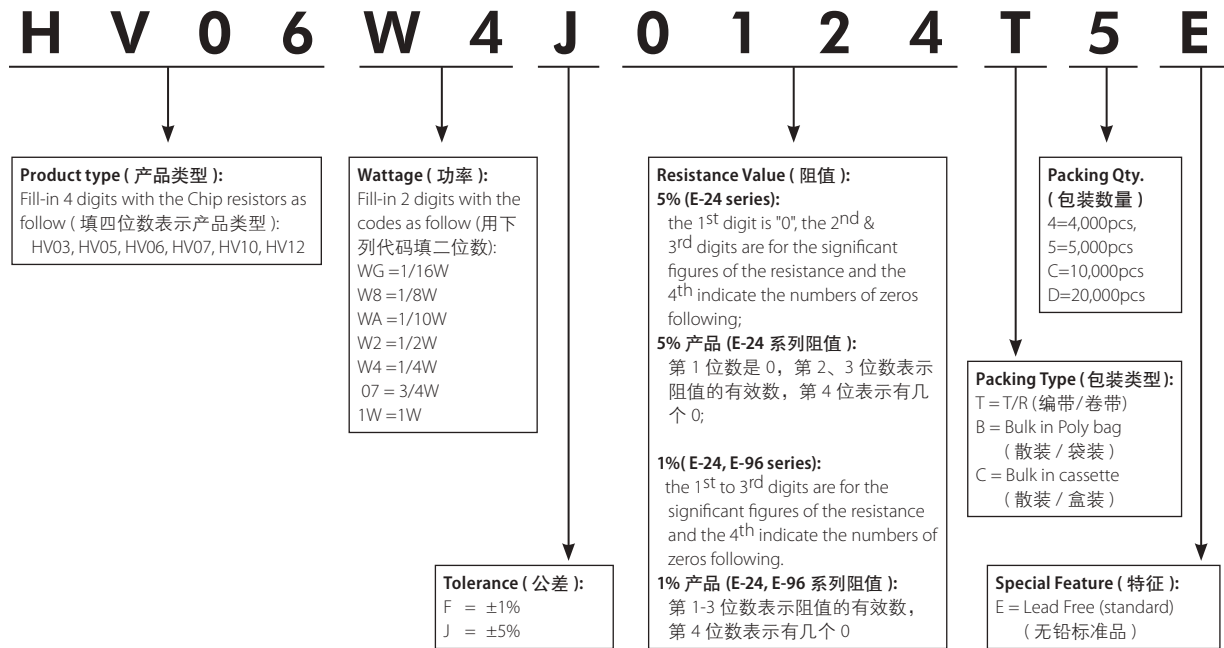 H V 0 6 W 4 J 0 1 2 4 T 5 E
Product type ( 产品类型 ):
Fill-in 4 digits with the Chip resistors as
follow ( 填四位数表示产品类型 ):
HV03, HV05, HV06, HV07, HV10, HV12
Wattage ( 功率 ):
Fill-in 2 digits with the
codes as follow (用下
列代码填二位数):
WG =1/16W
W8 =1/8W
WA =1/10W
W2 =1/2W
W4 =1/4W
07 = 3/4W
1W =1W
Tolerance ( 公差 ):
F = ±1%
J = ±5%
Resistance Value ( 阻值 ):
5% (E-24 series):
the 1st digit is "0", the 2nd &
3rd digits are for the significant
figures of the resistance and the
4th indicate the numbers of zeros
following;
5% 产品 (E-24 系列阻值 ):
第 1 位数是 0，第 2、3 位数表示
阻值的有效数，第 4 位表示有几
个 0;
1%( E-24, E-96 series):
the 1st to 3rd digits are for the
significant figures of the resistance
and the 4th indicate the numbers of
zeros following.
1% 产品 (E-24, E-96 系列阻值 ):
第 1-3 位数表示阻值的有效数，
第 4 位数表示有几个 0
Packing Qty.
( 包装数量 )
4=4,000pcs,
5=5,000pcs
C=10,000pcs
D=20,000pcs
Packing Type (包装类型):
T = T/R (编带/卷带)
B = Bulk in Poly bag
( 散装 / 袋装 )
C = Bulk in cassette
( 散装 / 盒装 )
Special Feature ( 特征 ):
E = Lead Free (standard)
( 无铅标准品 )